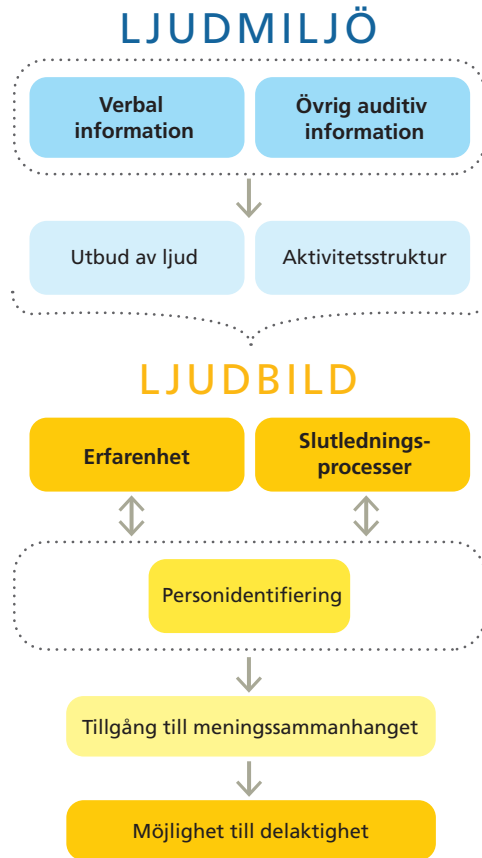 LJUDMILJÖ
Verbal
information
Övrig auditiv
information
Utbud av ljud
Aktivitetsstruktur
LJUDBILD
Erfarenhet
Slutlednings-
processer
Personidentifiering
Tillgång till meningssammanhanget
Möjlighet till delaktighet